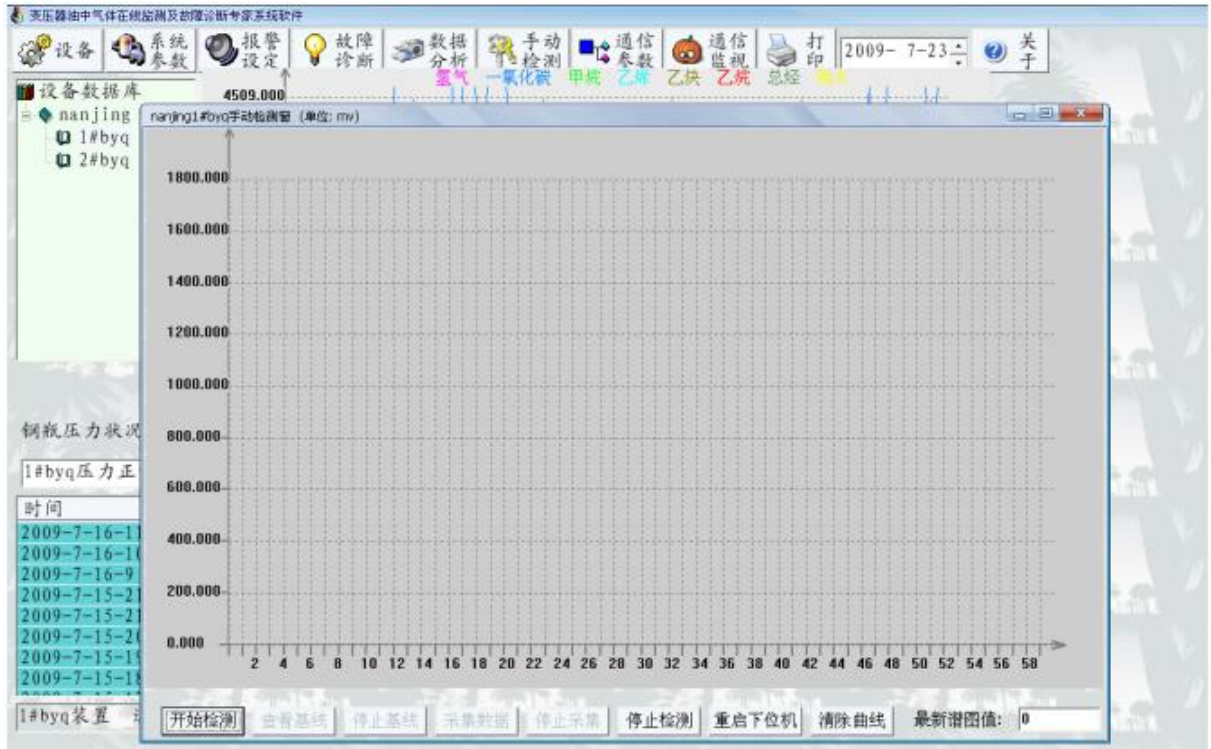 变压器油中气体在线监测及故障诊断专家系统软件
设备 系统参数 报警设定 故障诊断 数据分析 手动检测 通信参数 通信监视 打印 2009- 7-23 关于
氢气 一氧化碳 甲烷 乙烯 乙炔 乙烷 总烃
设备数据库
4509.000
nanjing
1#byq
2#byq
nanjing1#byq手动检测窗 (单位: mv)
1800.000
1600.000
1400.000
1200.000
1000.000
800.000
600.000
400.000
200.000
0.000
2 4 6 8 10 12 14 16 18 20 22 24 26 28 30 32 34 36 38 40 42 44 46 48 50 52 54 56 58
钢瓶压力状况
1#byq压力正
时间
2009-7-16-11
2009-7-16-10
2009-7-16-9
2009-7-15-21
2009-7-15-21
2009-7-15-20
2009-7-15-19
2009-7-15-18
1#byq装置
开始检测 查看基线 停止基线 采集数据 停止采集 停止检测 重启下位机 清除曲线 最新谱图值: 0